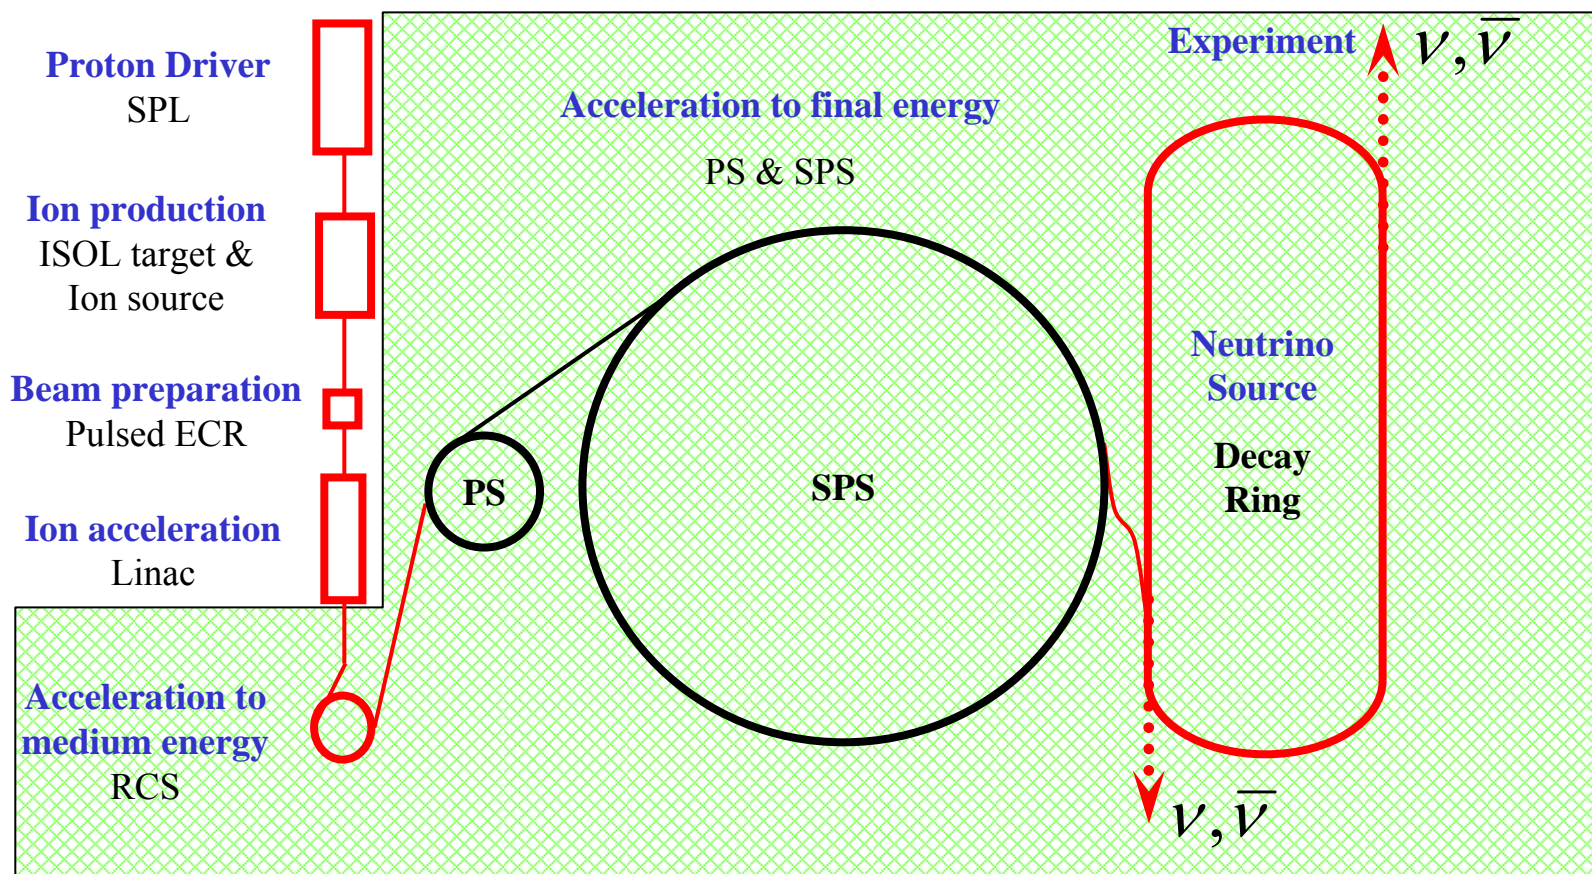 Proton Driver
SPL
Ion production
ISOL target &
Ion source
Beam preparation
Pulsed ECR
Ion acceleration
Linac
Acceleration to
medium energy
RCS
Acceleration to final energy
PS & SPS
PS
SPS
Experiment
ν, ν̅
Neutrino
Source
Decay
Ring
ν, ν̅